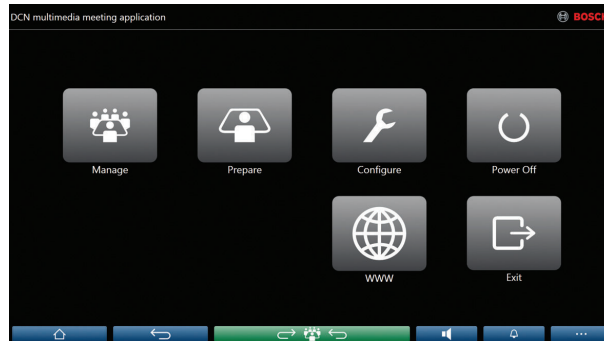 DCN multimedia meeting application
BOSCH
Manage
Prepare
Configure
Power Off
WWW
Exit